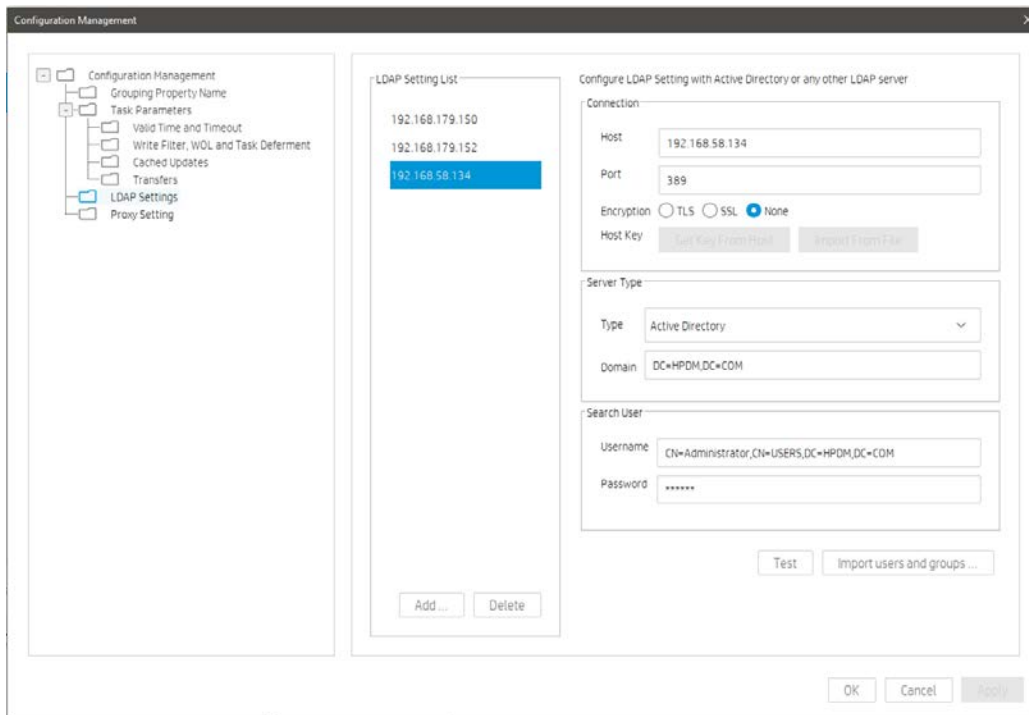 Configuration Management
Configuration Management
Grouping Property Name
Task Parameters
Valid Time and Timeout
Write Filter, WOL and Task Deferment
Cached Updates
Transfers
LDAP Settings
Proxy Setting
LDAP Setting List
192.168.179.150
192.168.179.152
192.168.58.134
Add ... Delete
Configure LDAP Setting with Active Directory or any other LDAP server
Connection
Host 192.168.58.134
Port 389
Encryption TLS SSL None
Host Key Get Key From Host Import From File
Server Type
Type Active Directory
Domain DC=HPDM,DC=COM
Search User
Username CN=Administrator,CN=USERS,DC=HPDM,DC=COM
Password ******
Test Import users and groups ...
OK Cancel Apply